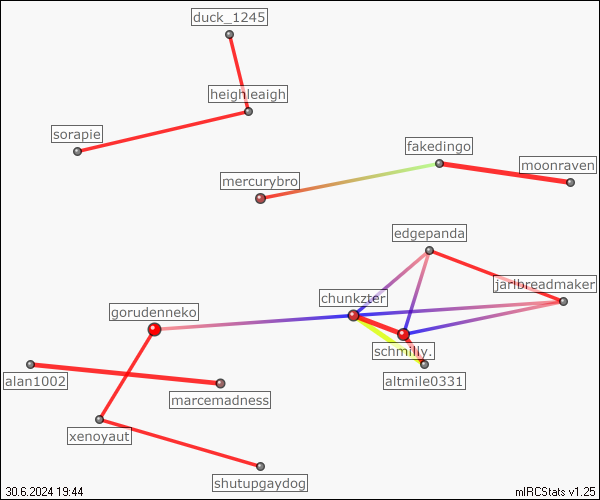 duck_1245
heighleaigh
sorapie
fakedingo
moonraven
mercurybro
edgepanda
jarlbreadmaker
chunkzter
gorudenneko
schmilly.
alan1002
altmile0331
marcemadness
xenoyaut
shutupgaydog
30.6.2024 19:44
mIRCStats v1.25